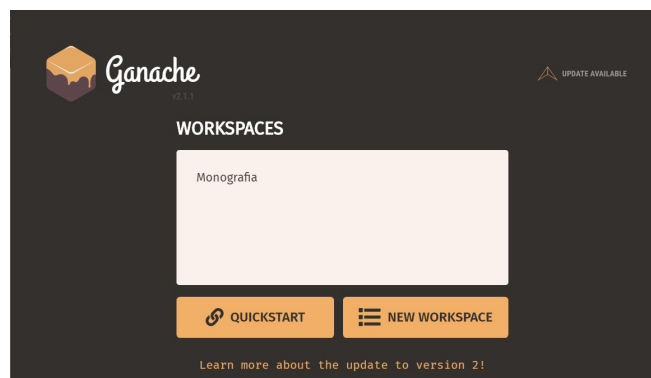 Ganache
v2.1.1
UPDATE AVAILABLE
WORKSPACES
Monografia
QUICKSTART
NEW WORKSPACE
Learn more about the update to version 2!